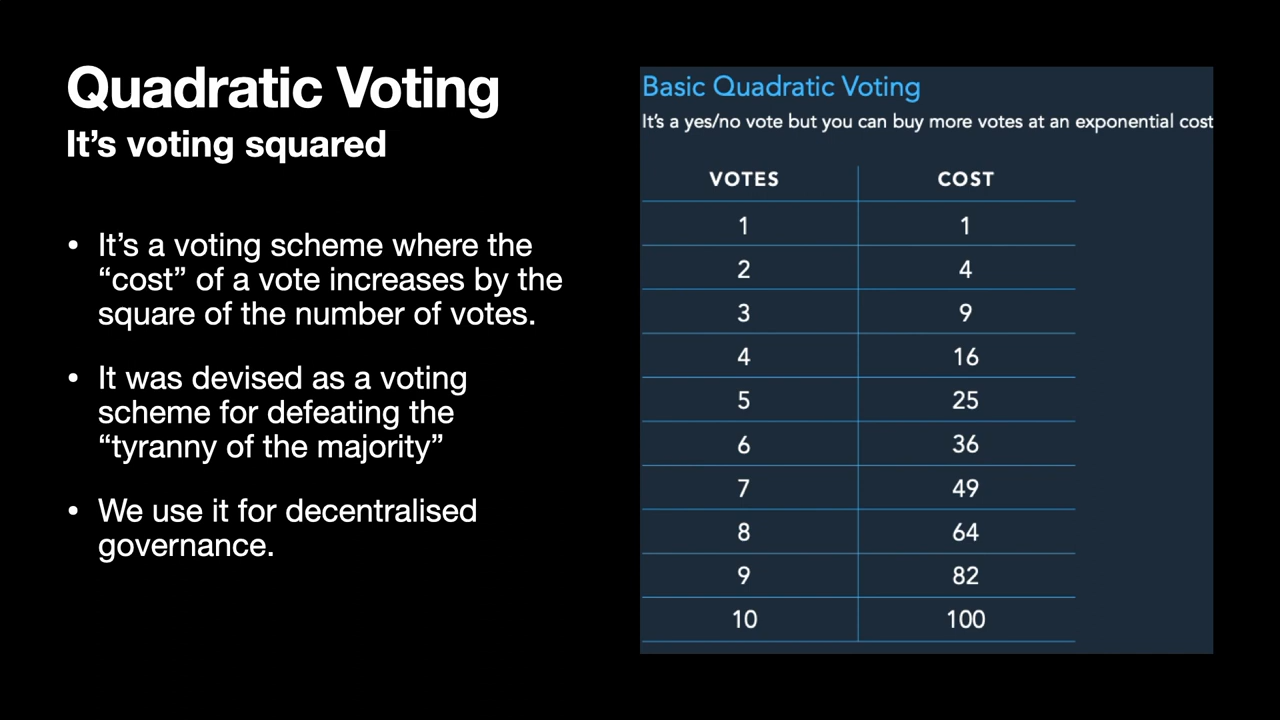 Quadratic Voting
It’s voting squared
• It’s a voting scheme where the
“cost” of a vote increases by the
square of the number of votes.
• It was devised as a voting
scheme for defeating the
“tyranny of the majority”
• We use it for decentralised
governance.
Basic Quadratic Voting
It’s a yes/no vote but you can buy more votes at an exponential cost
VOTES COST
1 1
2 4
3 9
4 16
5 25
6 36
7 49
8 64
9 82
10 100